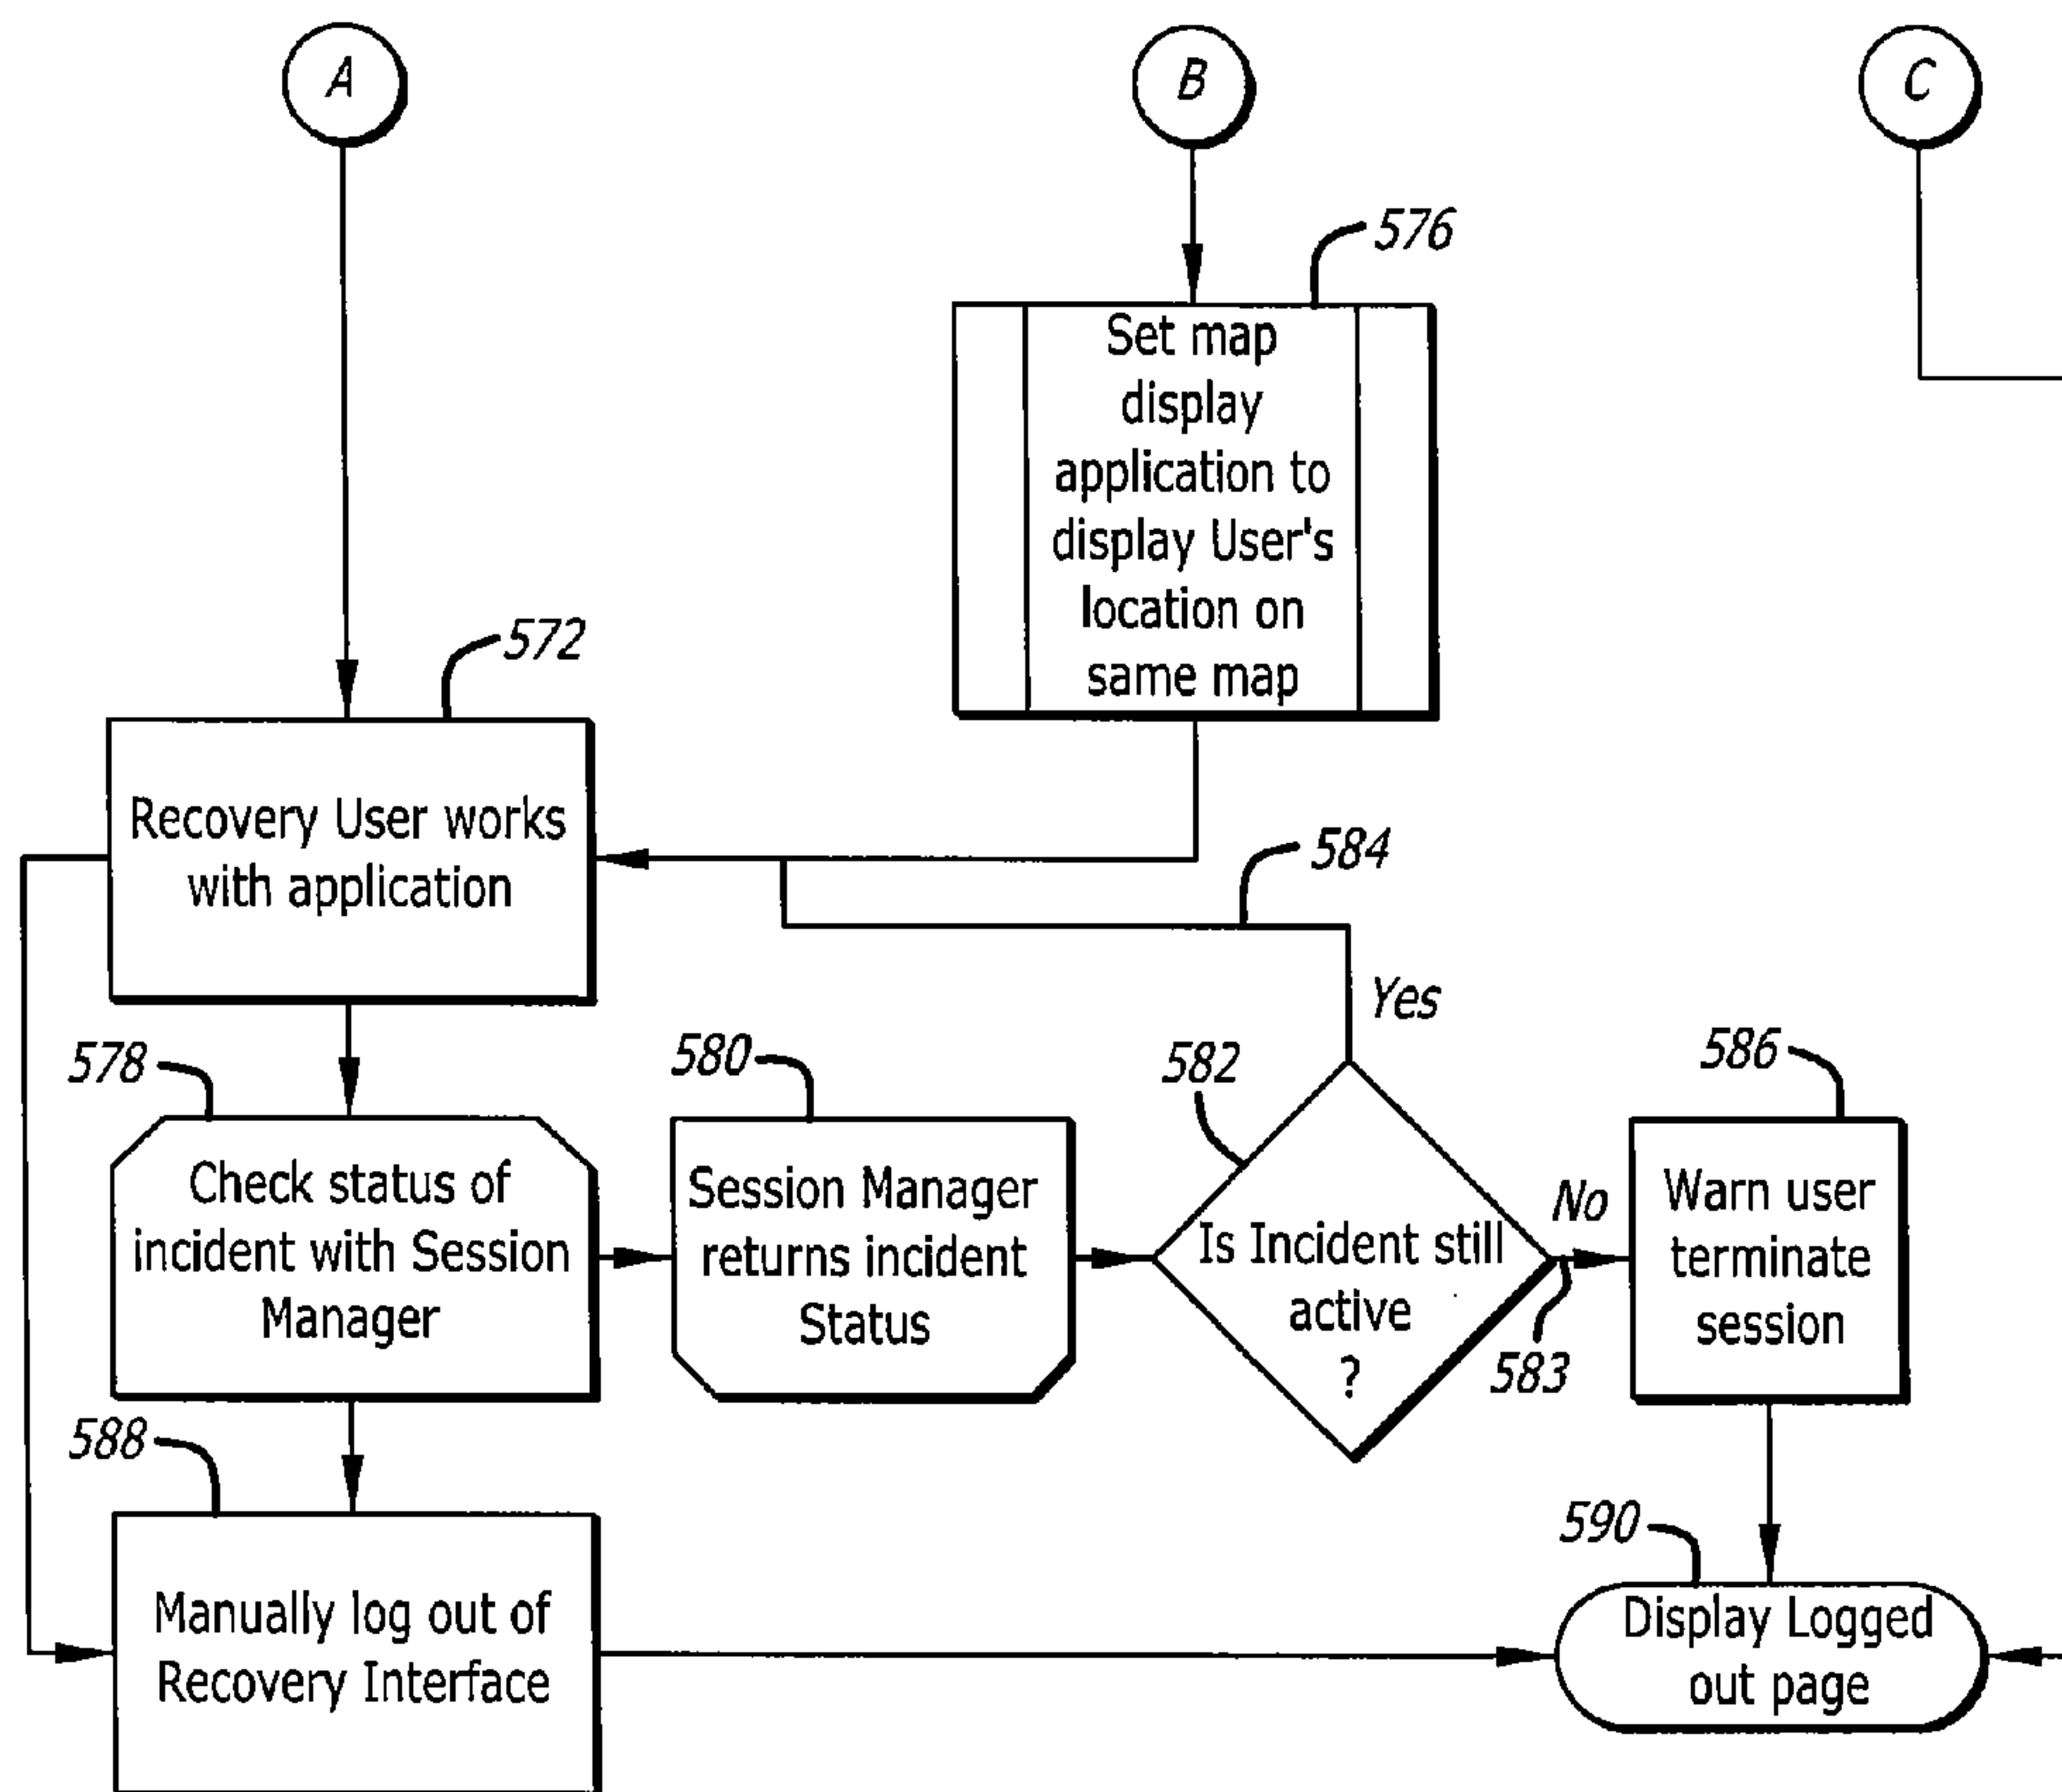 A
B
C
576
Set map
display
application to
display User's
location on
same map
572
Recovery User works
with application
584
Yes
578
Check status of
incident with Session
Manager
580
Session Manager
returns incident
Status
582
Is Incident still
active
?
No
583
586
Warn user
terminate
session
588
Manually log out of
Recovery Interface
590
Display Logged
out page